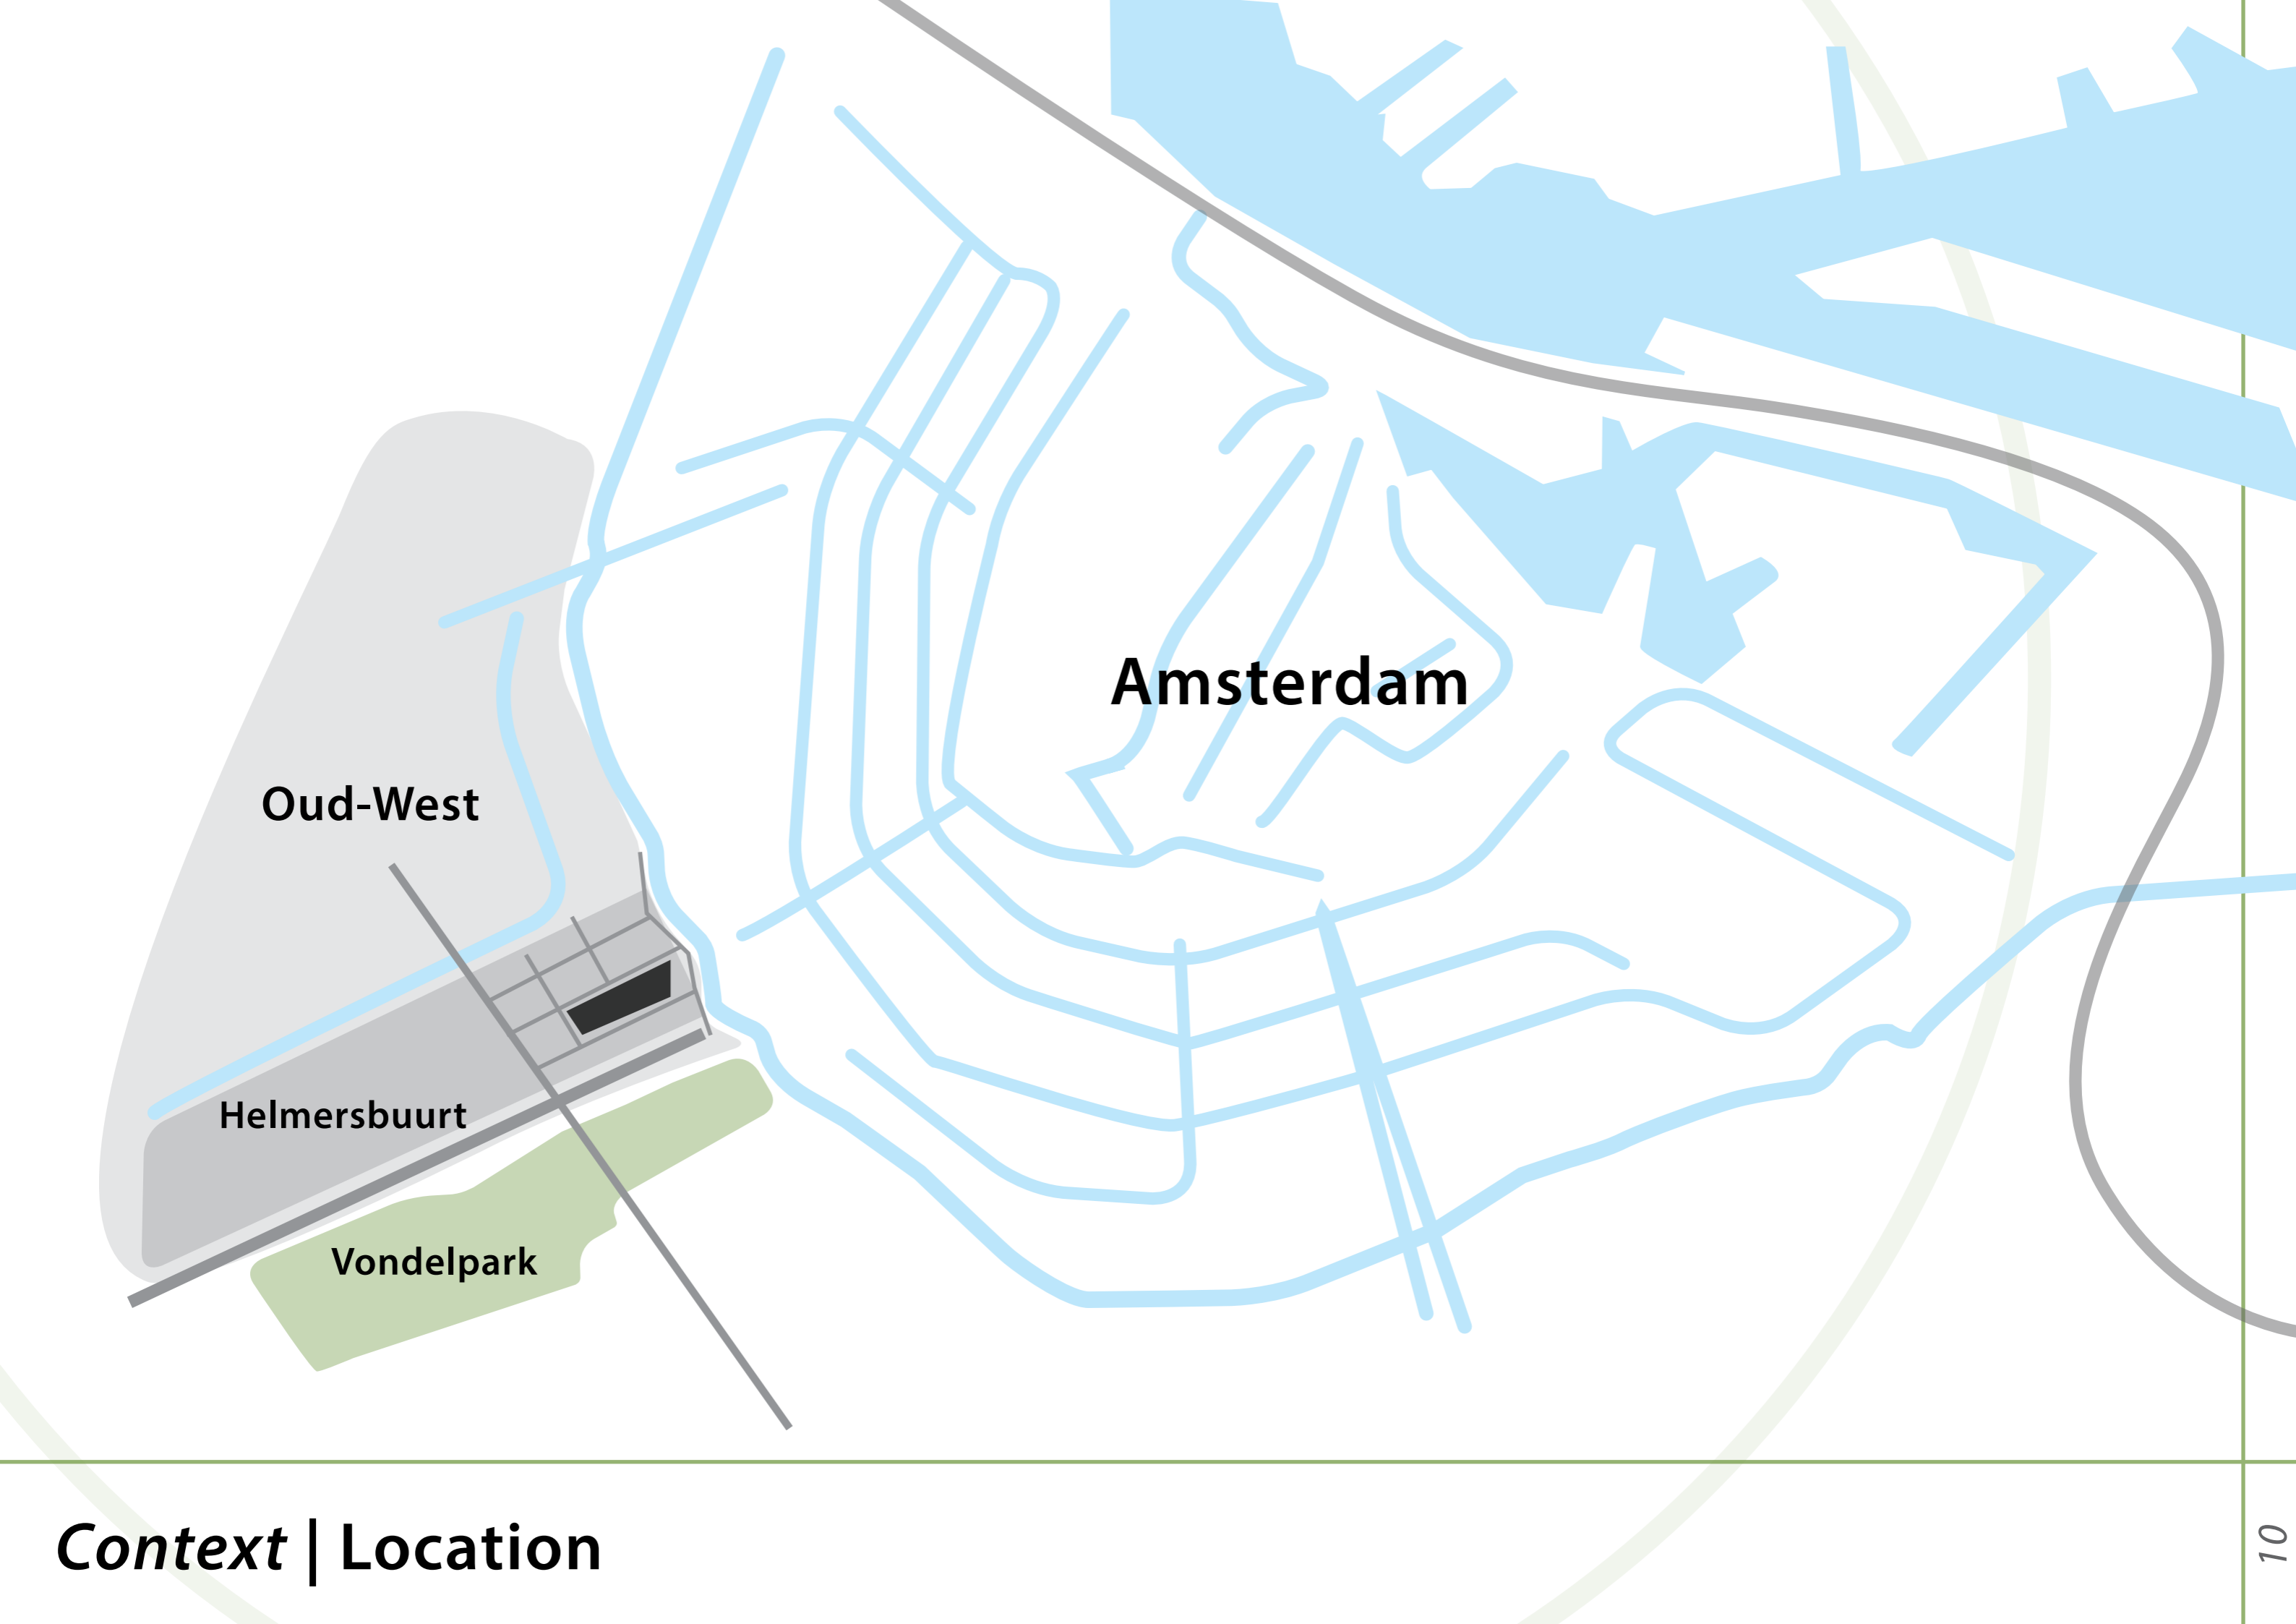 Amsterdam
Oud-West
Helmersbuurt
Vondelpark
Context | Location
10